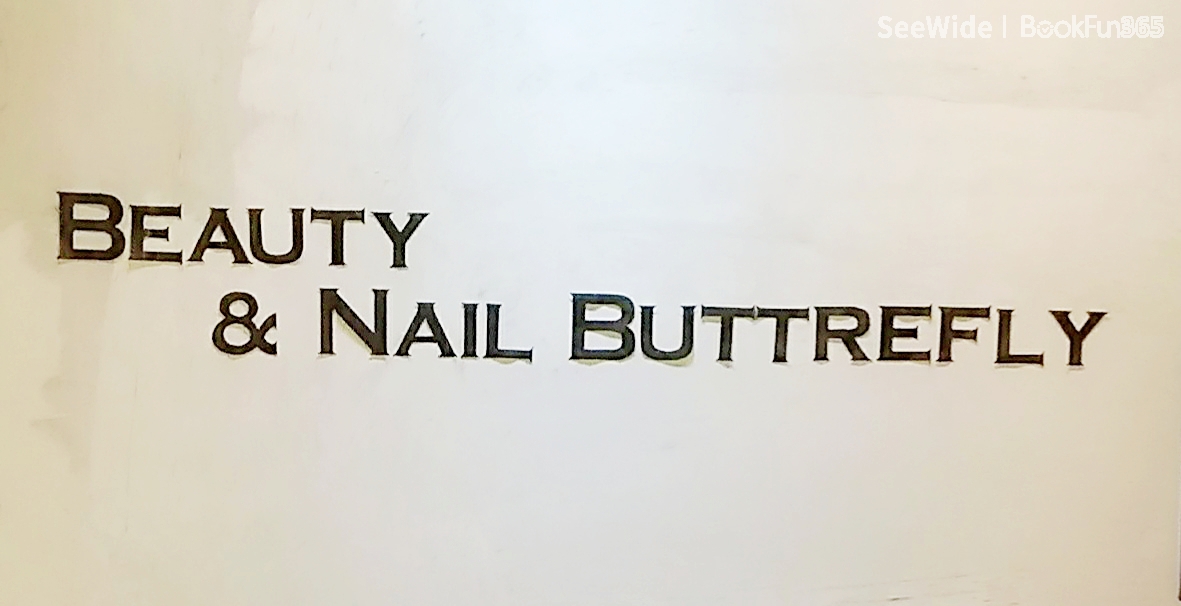 SeeWide | BookFun365
BEAUTY
& NAIL BUTTREFLY